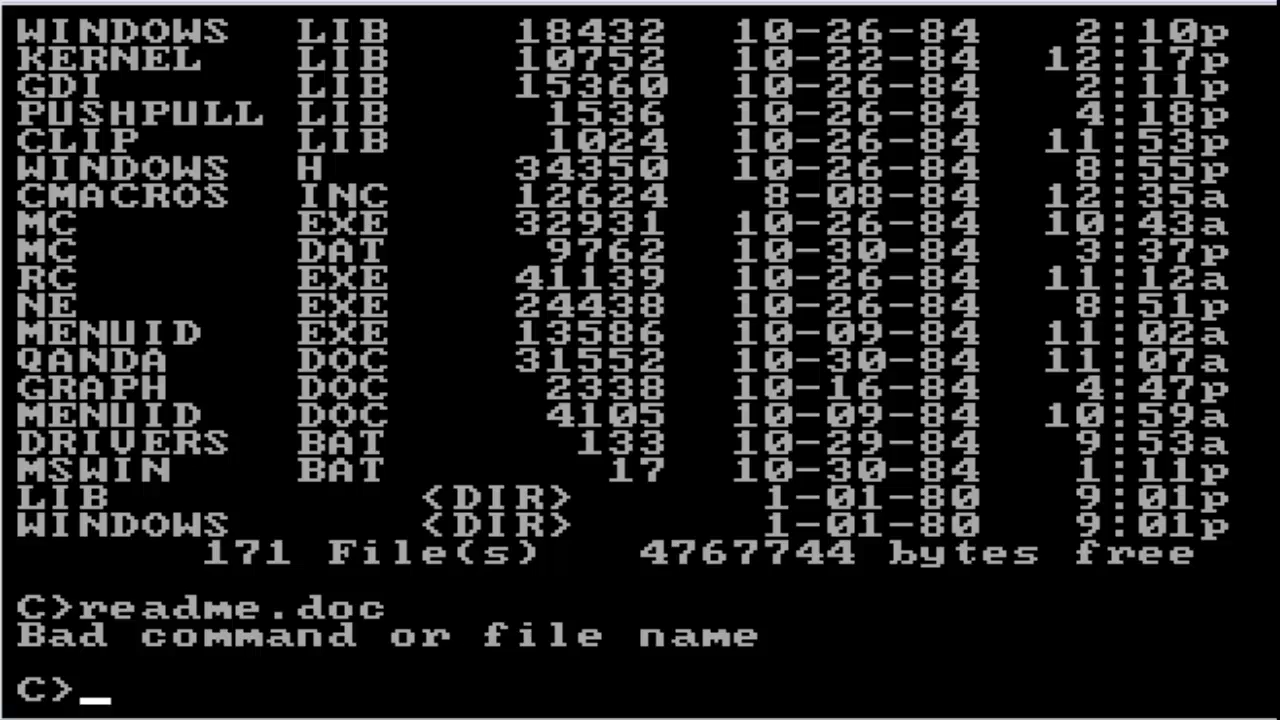 WINDOWS LIB 18432 10-26-84 2:10p
KERNEL LIB 10752 10-22-84 12:17p
GDI LIB 15360 10-26-84 2:11p
PUSHPULL LIB 1536 10-26-84 4:18p
CLIP LIB 1024 10-26-84 11:53p
WINDOWS H 34350 10-26-84 8:55p
CMACROS INC 12624 8-08-84 12:35a
MC EXE 32931 10-26-84 10:43a
MC DAT 9762 10-30-84 3:37p
RC EXE 41139 10-26-84 11:12a
NE EXE 24438 10-26-84 8:51p
MENUID EXE 13586 10-09-84 11:02a
QANDA DOC 31552 10-30-84 11:07a
GRAPH DOC 2338 10-16-84 4:47p
MENUID DOC 4105 10-09-84 10:59a
DRIVERS BAT 133 10-29-84 9:53a
MSWIN BAT 17 10-30-84 1:11p
LIB <DIR> 1-01-80 9:01p
WINDOWS <DIR> 1-01-80 9:01p
171 File(s) 4767744 bytes free
C>readme.doc
Bad command or file name
C>_